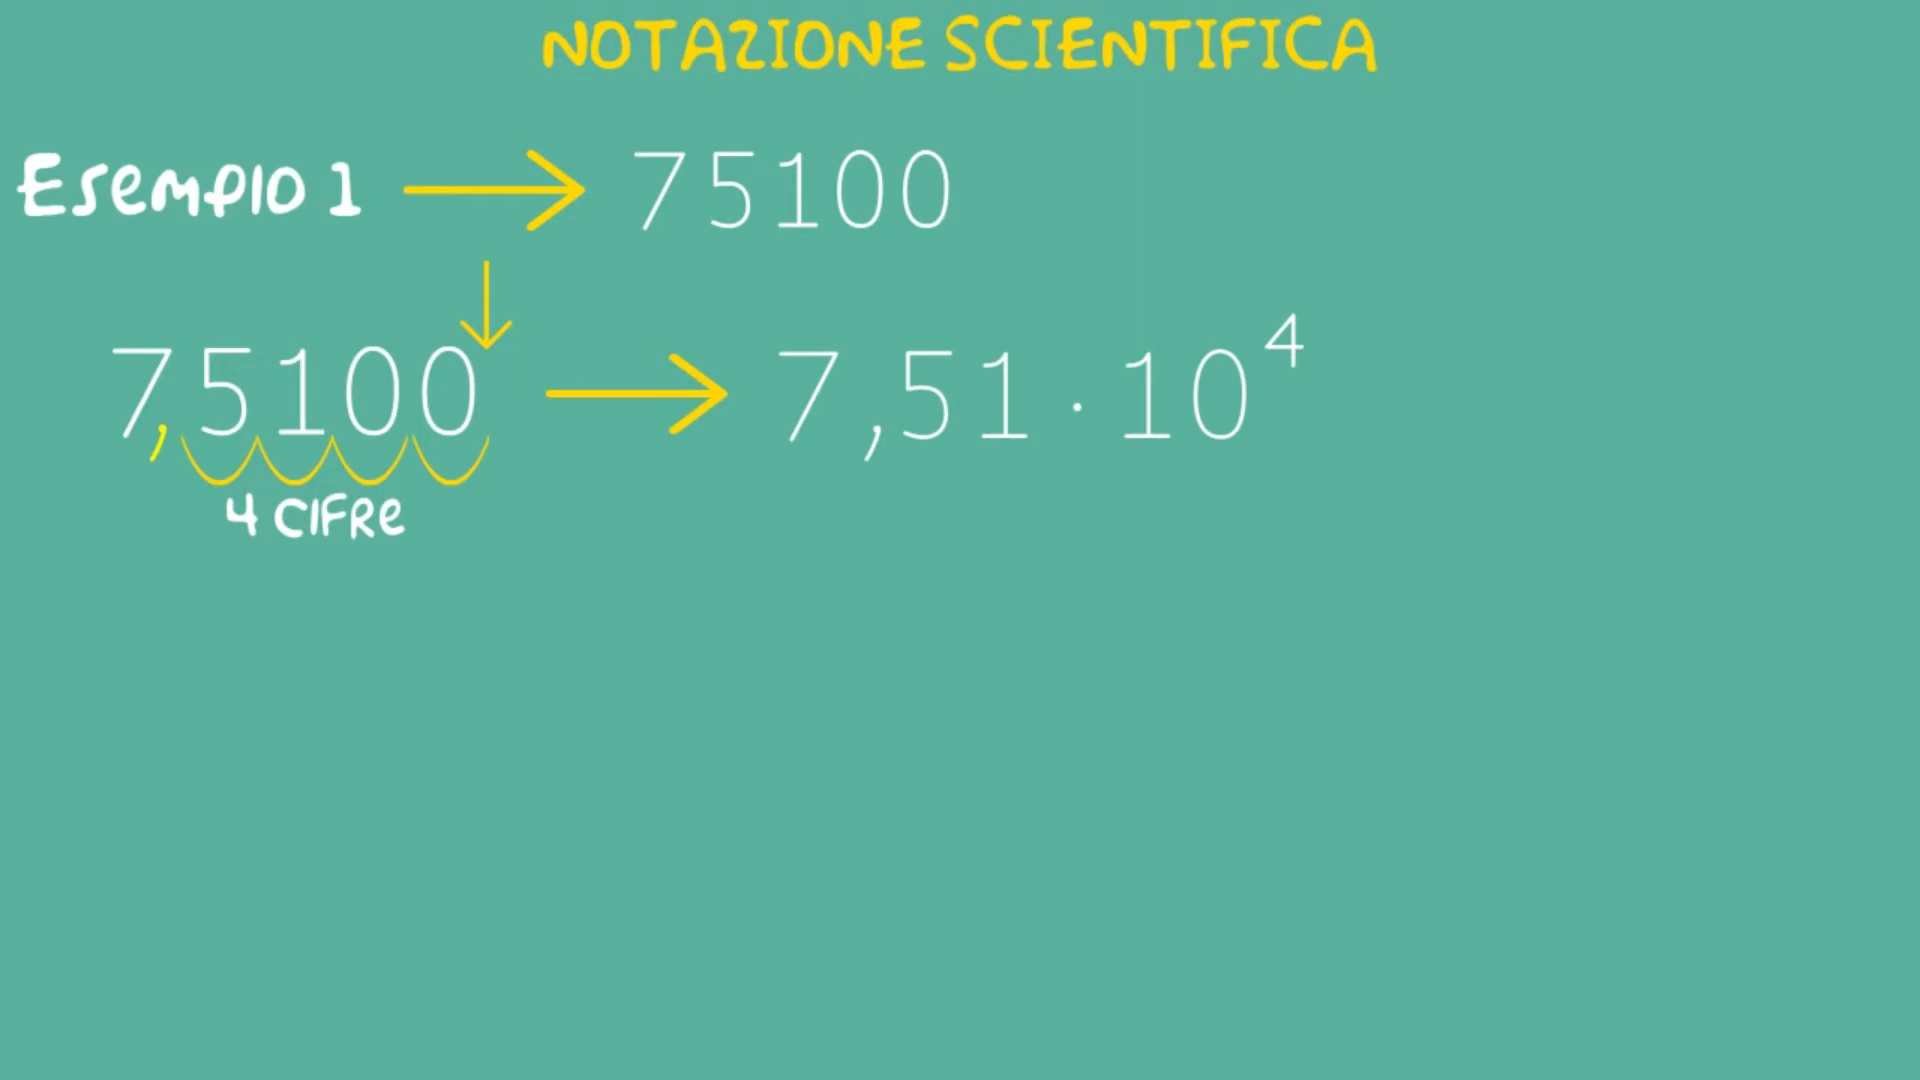 NOTAZIONE SCIENTIFICA
Esempio 1 → 75100
7,5100 → 7,51 · 10⁴
4 CIFRE